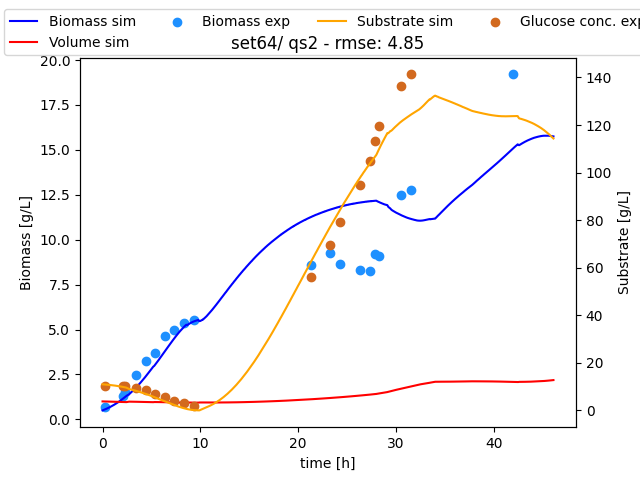 Biomass sim
Biomass exp
Substrate sim
Glucose conc. exp
Volume sim
set64/ qs2 - rmse: 4.85
20.0
17.5
15.0
12.5
10.0
7.5
5.0
2.5
0.0
Biomass [g/L]
140
120
100
80
60
40
20
0
Substrate [g/L]
0
10
20
30
40
time [h]